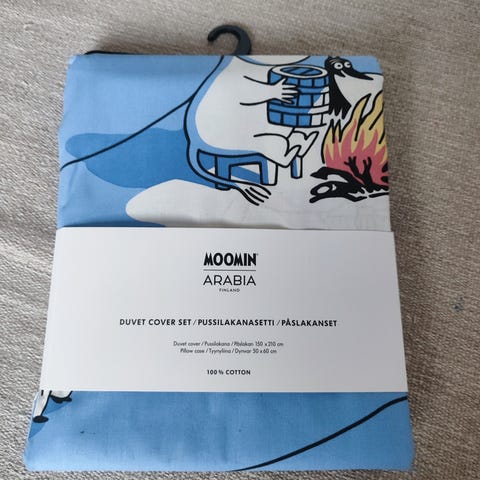 MOOMIN
ARABIA
FINLAND
DUVET COVER SET / PUSSILAKANASETTI / PÅSLAKANSET
Duvet cover / Pussilakana / Påslakan 150 x 210 cm
Pillow case / Tyynyliina / Dynvar 50 x 60 cm
100 % COTTON